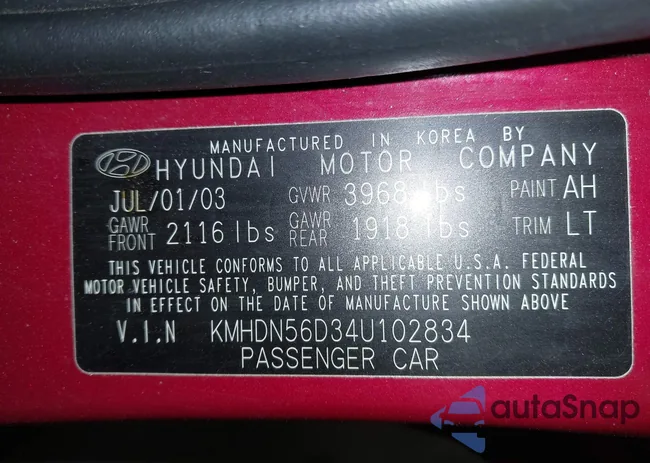 MANUFACTURED IN KOREA BY
HYUNDAI MOTOR COMPANY
JUL/01/03 GVWR 3968 lbs PAINT AH
GAWR FRONT 2116 lbs GAWR REAR 1918 lbs TRIM LT
THIS VEHICLE CONFORMS TO ALL APPLICABLE U.S.A. FEDERAL
MOTOR VEHICLE SAFETY, BUMPER, AND THEFT PREVENTION STANDARDS
IN EFFECT ON THE DATE OF MANUFACTURE SHOWN ABOVE
V.I.N KMHDN56D34U102834
PASSENGER CAR
autaSnap